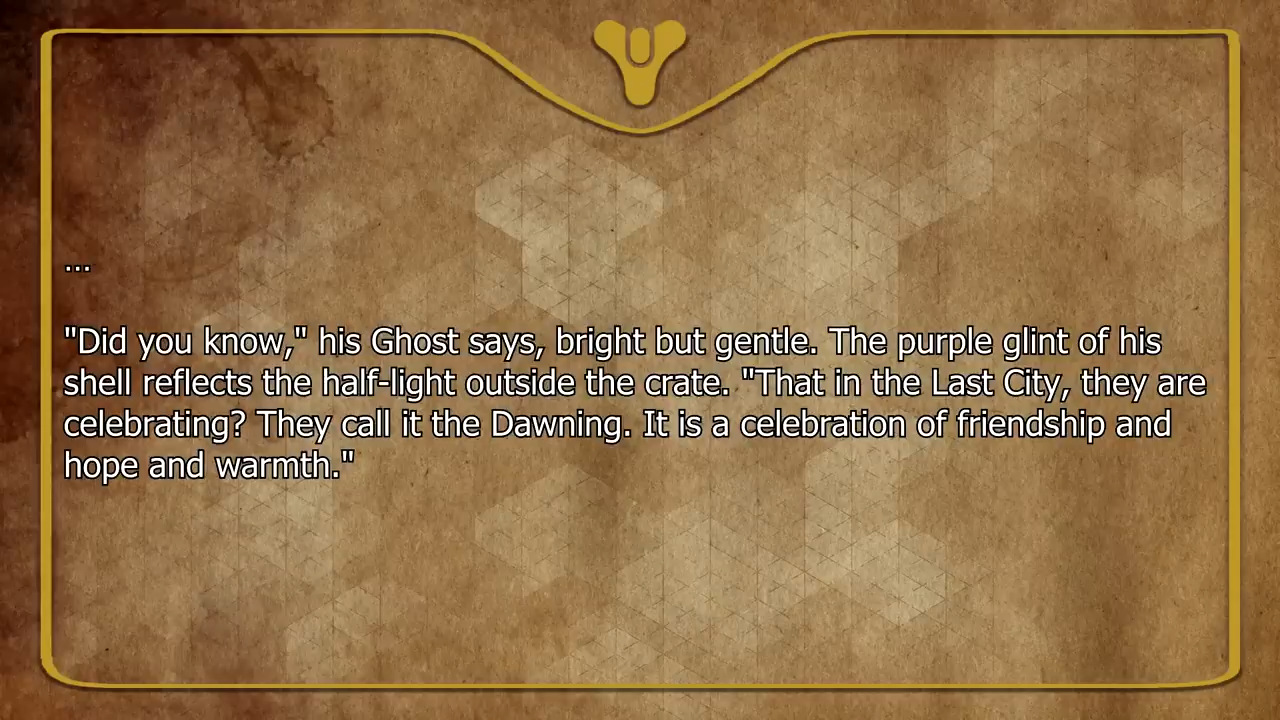 ...
"Did you know," his Ghost says, bright but gentle. The purple glint of his
shell reflects the half-light outside the crate. "That in the Last City, they are
celebrating? They call it the Dawning. It is a celebration of friendship and
hope and warmth."